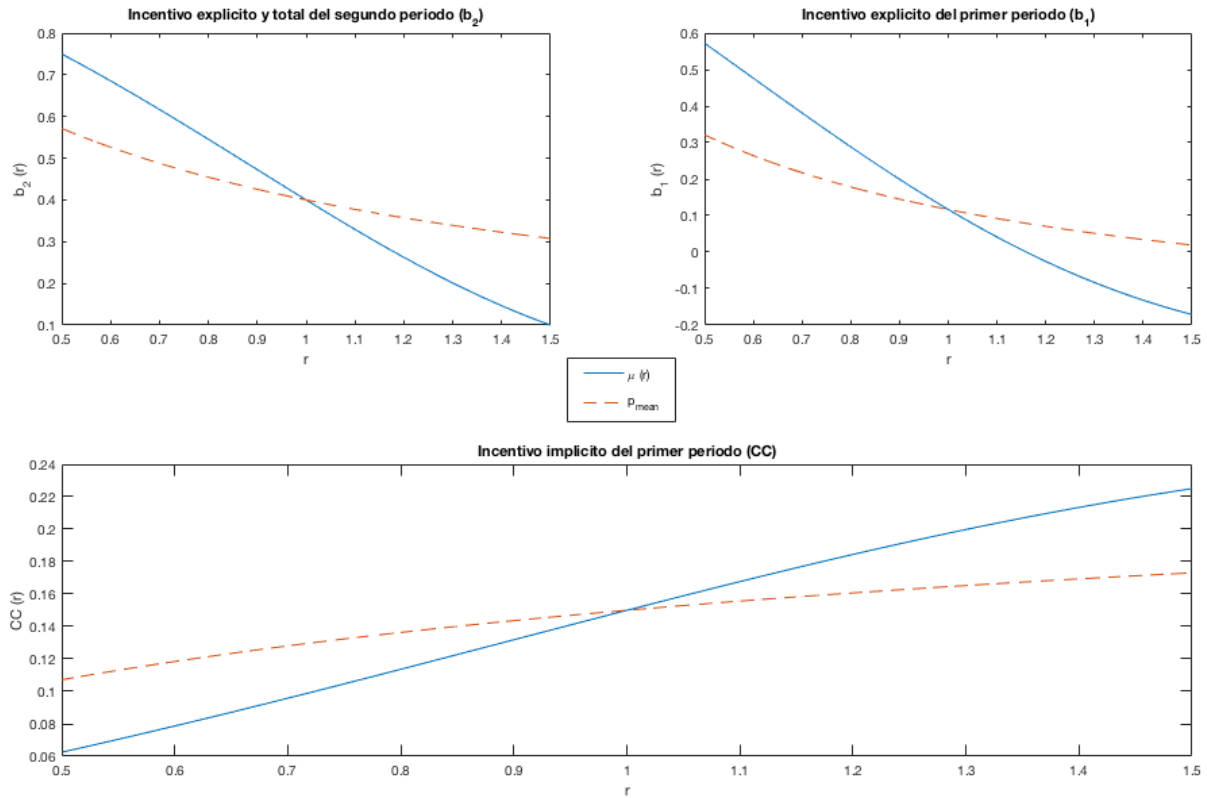 Incentivo explicito y total del segundo periodo (b2)
0.8
0.7
0.6
0.5
0.4
0.3
0.2
0.1
b2 (r)
0.5 0.6 0.7 0.8 0.9 1 1.1 1.2 1.3 1.4 1.5
r
Incentivo explicito del primer periodo (b1)
0.6
0.5
0.4
0.3
0.2
0.1
0
-0.1
-0.2
b1 (r)
0.5 0.6 0.7 0.8 0.9 1 1.1 1.2 1.3 1.4 1.5
r
μ (r)
pmean
Incentivo implicito del primer periodo (CC)
0.24
0.22
0.2
0.18
0.16
0.14
0.12
0.1
0.08
0.06
CC (r)
0.5 0.6 0.7 0.8 0.9 1 1.1 1.2 1.3 1.4 1.5
r